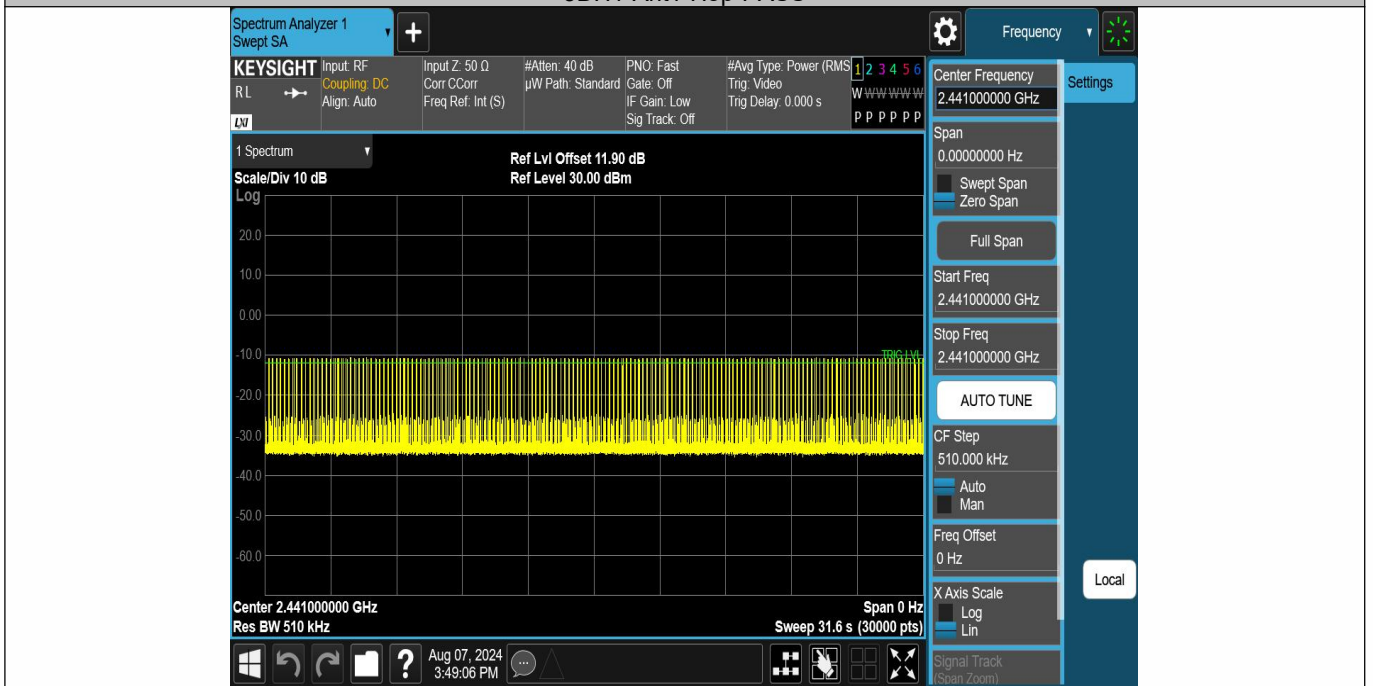 Spectrum Analyzer 1
Swept SA
+
Frequency
KEYSIGHT
RL
LXI
Input: RF
Coupling: DC
Align: Auto
Input Z: 50 Ω
Corr CCorr
Freq Ref: Int (S)
#Atten: 40 dB
µW Path: Standard
PNO: Fast
Gate: Off
IF Gain: Low
Sig Track: Off
#Avg Type: Power (RMS
Trig: Video
Trig Delay: 0.000 s
1 2 3 4 5 6
W W W W W W
P P P P P P
Center Frequency
2.441000000 GHz
Settings
Span
0.00000000 Hz
Swept Span
Zero Span
Full Span
Start Freq
2.441000000 GHz
Stop Freq
2.441000000 GHz
AUTO TUNE
CF Step
510.000 kHz
Auto
Man
Freq Offset
0 Hz
X Axis Scale
Log
Lin
Signal Track
(Span Zoom)
Local
1 Spectrum
Scale/Div 10 dB
Ref Lvl Offset 11.90 dB
Ref Level 30.00 dBm
Log
20.0
10.0
0.00
-10.0
TRIG LVL
-20.0
-30.0
-40.0
-50.0
-60.0
Center 2.441000000 GHz
Span 0 Hz
Res BW 510 kHz
Sweep 31.6 s (30000 pts)
?
Aug 07, 2024
3:49:06 PM